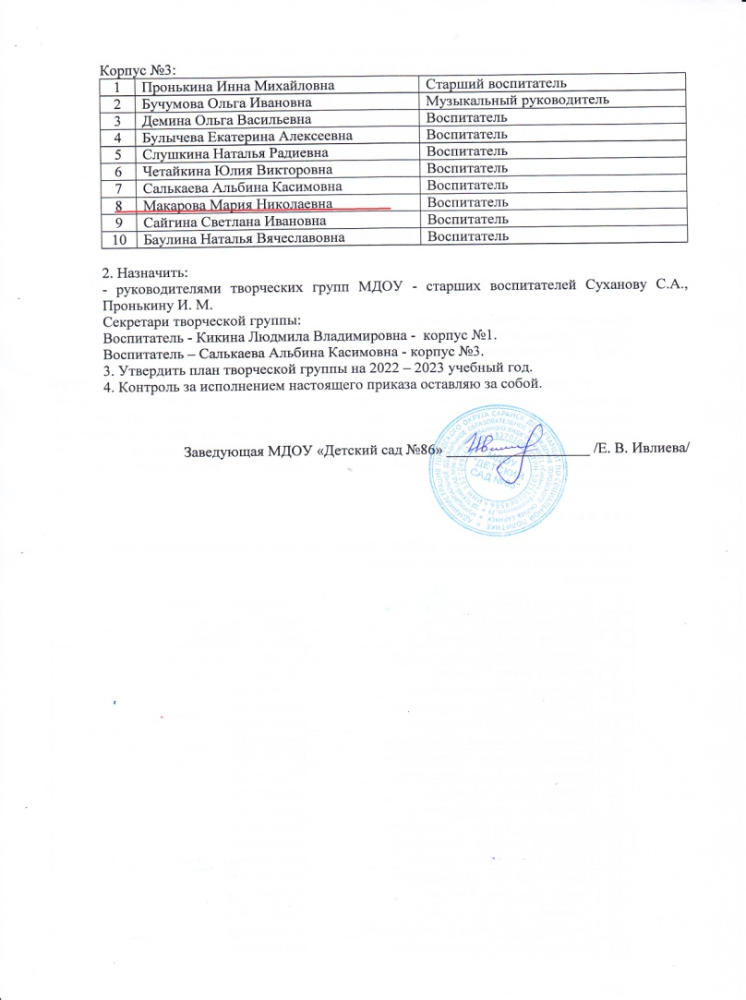 Корпус №3:
1 Пронькина Инна Михайловна Старший воспитатель
2 Бучумова Ольга Ивановна Музыкальный руководитель
3 Демина Ольга Васильевна Воспитатель
4 Булычева Екатерина Алексеевна Воспитатель
5 Слушкина Наталья Радиевна Воспитатель
6 Четайкина Юлия Викторовна Воспитатель
7 Салькаева Альбина Касимовна Воспитатель
8 Макарова Мария Николаевна Воспитатель
9 Сайгина Светлана Ивановна Воспитатель
10 Баулина Наталья Вячеславовна Воспитатель
2. Назначить:
- руководителями творческих групп МДОУ - старших воспитателей Суханову С.А.,
Пронькину И. М.
Секретари творческой группы:
Воспитатель - Кикина Людмила Владимировна - корпус №1.
Воспитатель – Салькаева Альбина Касимовна - корпус №3.
3. Утвердить план творческой группы на 2022 – 2023 учебный год.
4. Контроль за исполнением настоящего приказа оставляю за собой.
Заведующая МДОУ «Детский сад №86» ____________________ /Е. В. Ивлиева/
МДОУ
"ДЕТСКИЙ
САД №86"